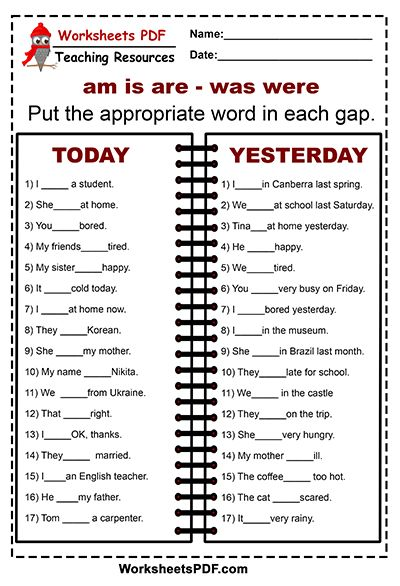 Worksheets PDF
Teaching Resources
Name:____________________
Date:____________________
am is are - was were
Put the appropriate word in each gap.
TODAY
1) I _____ a student.
2) She_____at home.
3) You_____bored.
4) My friends_____tired.
5) My sister______happy.
6) It _____cold today.
7) I _____at home now.
8) They _____Korean.
9) She_____my mother.
10) My name _____Nikita.
11) We _____from Ukraine.
12) That _____right.
13) I_____OK, thanks.
14) They_____ married.
15) I____an English teacher.
16) He ____my father.
17) Tom _____ a carpenter.
YESTERDAY
1) I_____in Canberra last spring.
2) We_____at school last Saturday.
3) Tina___at home yesterday.
4) He _____happy.
5) We_____tired.
6) You _____very busy on Friday.
7) I _____bored yesterday.
8) I_____in the museum.
9) She _____in Brazil last month.
10) They_____late for school.
11) We_____ in the castle
12) They_____on the trip.
13) She_____very hungry.
14) My mother _____ill.
15) The coffee_____ too hot.
16) The cat _____scared.
17) It_____very rainy.
WorksheetsPDF.com